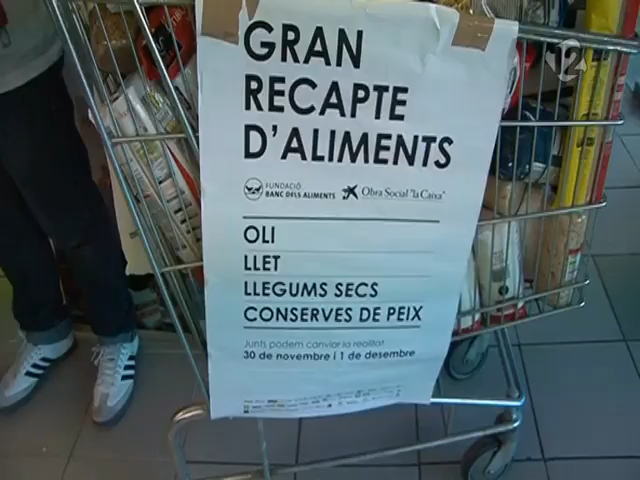 GRAN
RECAPTE
D'ALIMENTS
FUNDACIÓ
BANC DELS ALIMENTS
Obra Social "la Caixa"
OLI
LLET
LLEGUMS SECS
CONSERVES DE PEIX
Junts podem canviar la realitat
30 de novembre i 1 de desembre
2